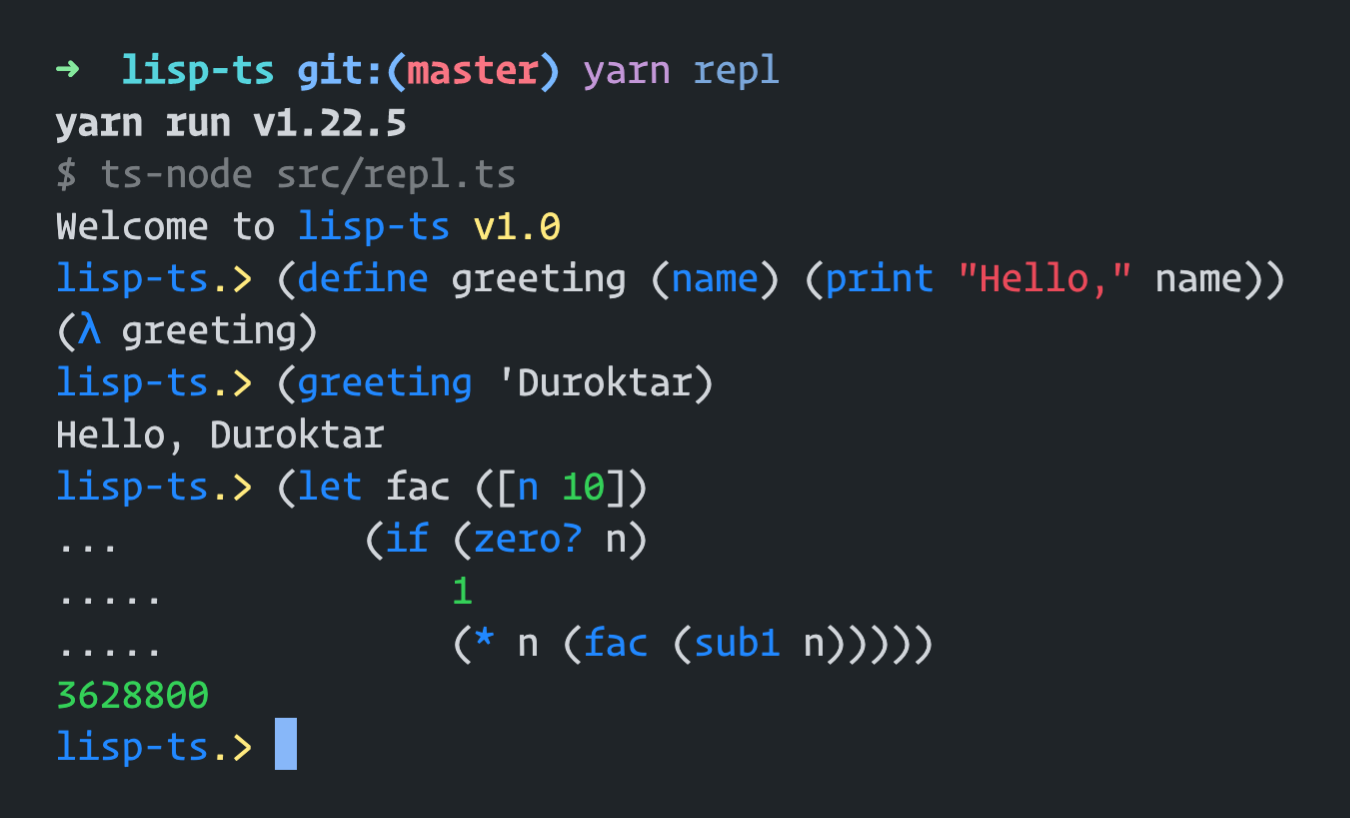 ➜  lisp-ts git:(master) yarn repl
yarn run v1.22.5
$ ts-node src/repl.ts
Welcome to lisp-ts v1.0
lisp-ts.> (define greeting (name) (print "Hello," name))
(λ greeting)
lisp-ts.> (greeting 'Duroktar)
Hello, Duroktar
lisp-ts.> (let fac ([n 10])
...           (if (zero? n)
.....             1
.....             (* n (fac (sub1 n)))))
3628800
lisp-ts.>